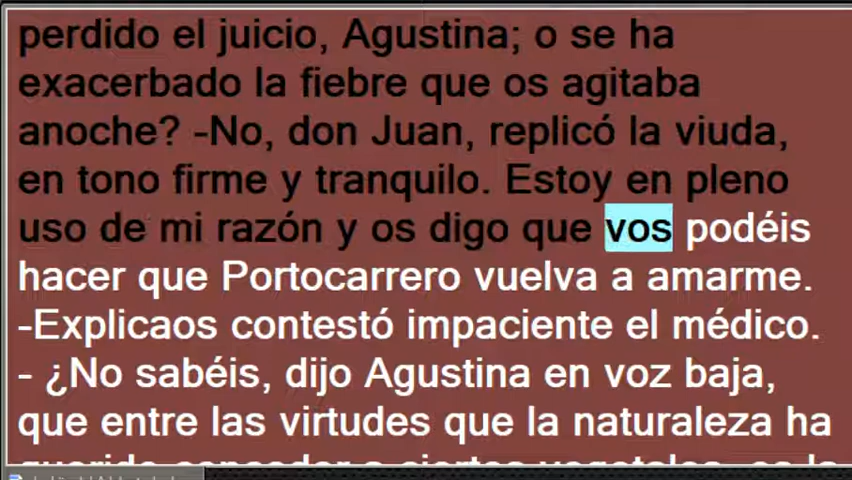 perdido el juicio, Agustina; o se ha
exacerbado la fiebre que os agitaba
anoche? -No, don Juan, replicó la viuda,
en tono firme y tranquilo. Estoy en pleno
uso de mi razón y os digo que vos podéis
hacer que Portocarrero vuelva a amarme.
-Explicaos contestó impaciente el médico.
- ¿No sabéis, dijo Agustina en voz baja,
que entre las virtudes que la naturaleza ha